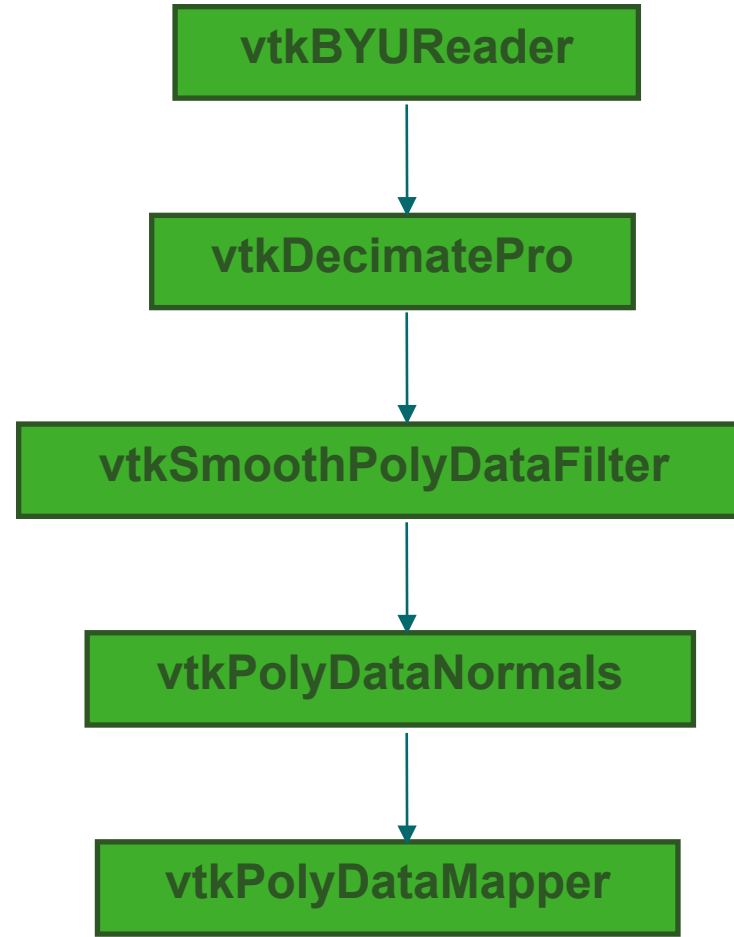 vtkBYUReader
vtkDecimatePro
vtkSmoothPolyDataFilter
vtkPolyDataNormals
vtkPolyDataMapper